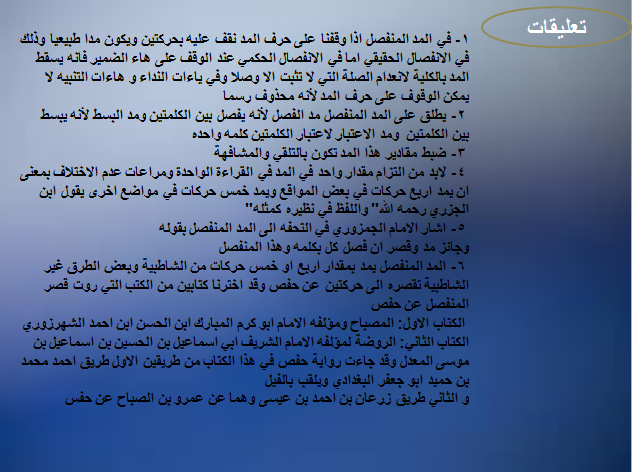 تعليقات
١- في المد المنفصل اذا وقفنا على حرف المد نقف عليه بحركتين ويكون مدا طبيعيا وذلك
في الانفصال الحقيقي اما في الانفصال الحكمي عند الوقف على هاء الضمير فانه يسقط
المد بالكلية لانعدام الصلة التي لا تثبت الا وصلا وفي ياءات النداء و هاءات التنبيه لا
يمكن الوقوف على حرف المد لأنه محذوف رسما
٢- يطلق على المد المنفصل مد الفصل لأنه يفصل بين الكلمتين ومد البسط لأنه يبسط
بين الكلمتين ومد الاعتبار لاعتبار الكلمتين كلمه واحده
٣- ضبط مقادير هذا المد تكون بالتلقي والمشافهة
٤- لابد من التزام مقدار واحد في المد في القراءة الواحدة ومراعات عدم الاختلاف بمعنى
ان يمد اربع حركات في بعض المواقع ويمد خمس حركات في مواضع اخرى يقول ابن
الجزري رحمه الله" واللفظ في نظيره كمثله"
٥- اشار الامام الجمزوري في التحفه الى المد المنفصل بقوله
وجائز مد وقصر ان فصل كل بكلمه وهذا المنفصل
٦- المد المنفصل يمد بمقدار اربع او خمس حركات من الشاطبية وبعض الطرق غير
الشاطبية تقصره الى حركتين عن حفص وقد اخترنا كتابين من الكتب التي روت قصر
المنفصل عن حفص
الكتاب الاول: المصباح ومؤلفه الامام ابو كرم المبارك ابن الحسن ابن احمد الشهرزوري
الكتاب الثاني: الروضة لمؤلفه الامام الشريف ابي اسماعيل بن الحسين بن اسماعيل بن
موسى المعدل وقد جاءت رواية حفص في هذا الكتاب من طريقين الاول طريق احمد محمد
بن حميد ابو جعفر البغدادي ويلقب بالفيل
و الثاني طريق زرعان بن احمد بن عيسى وهما عن عمرو بن الصباح عن حفس